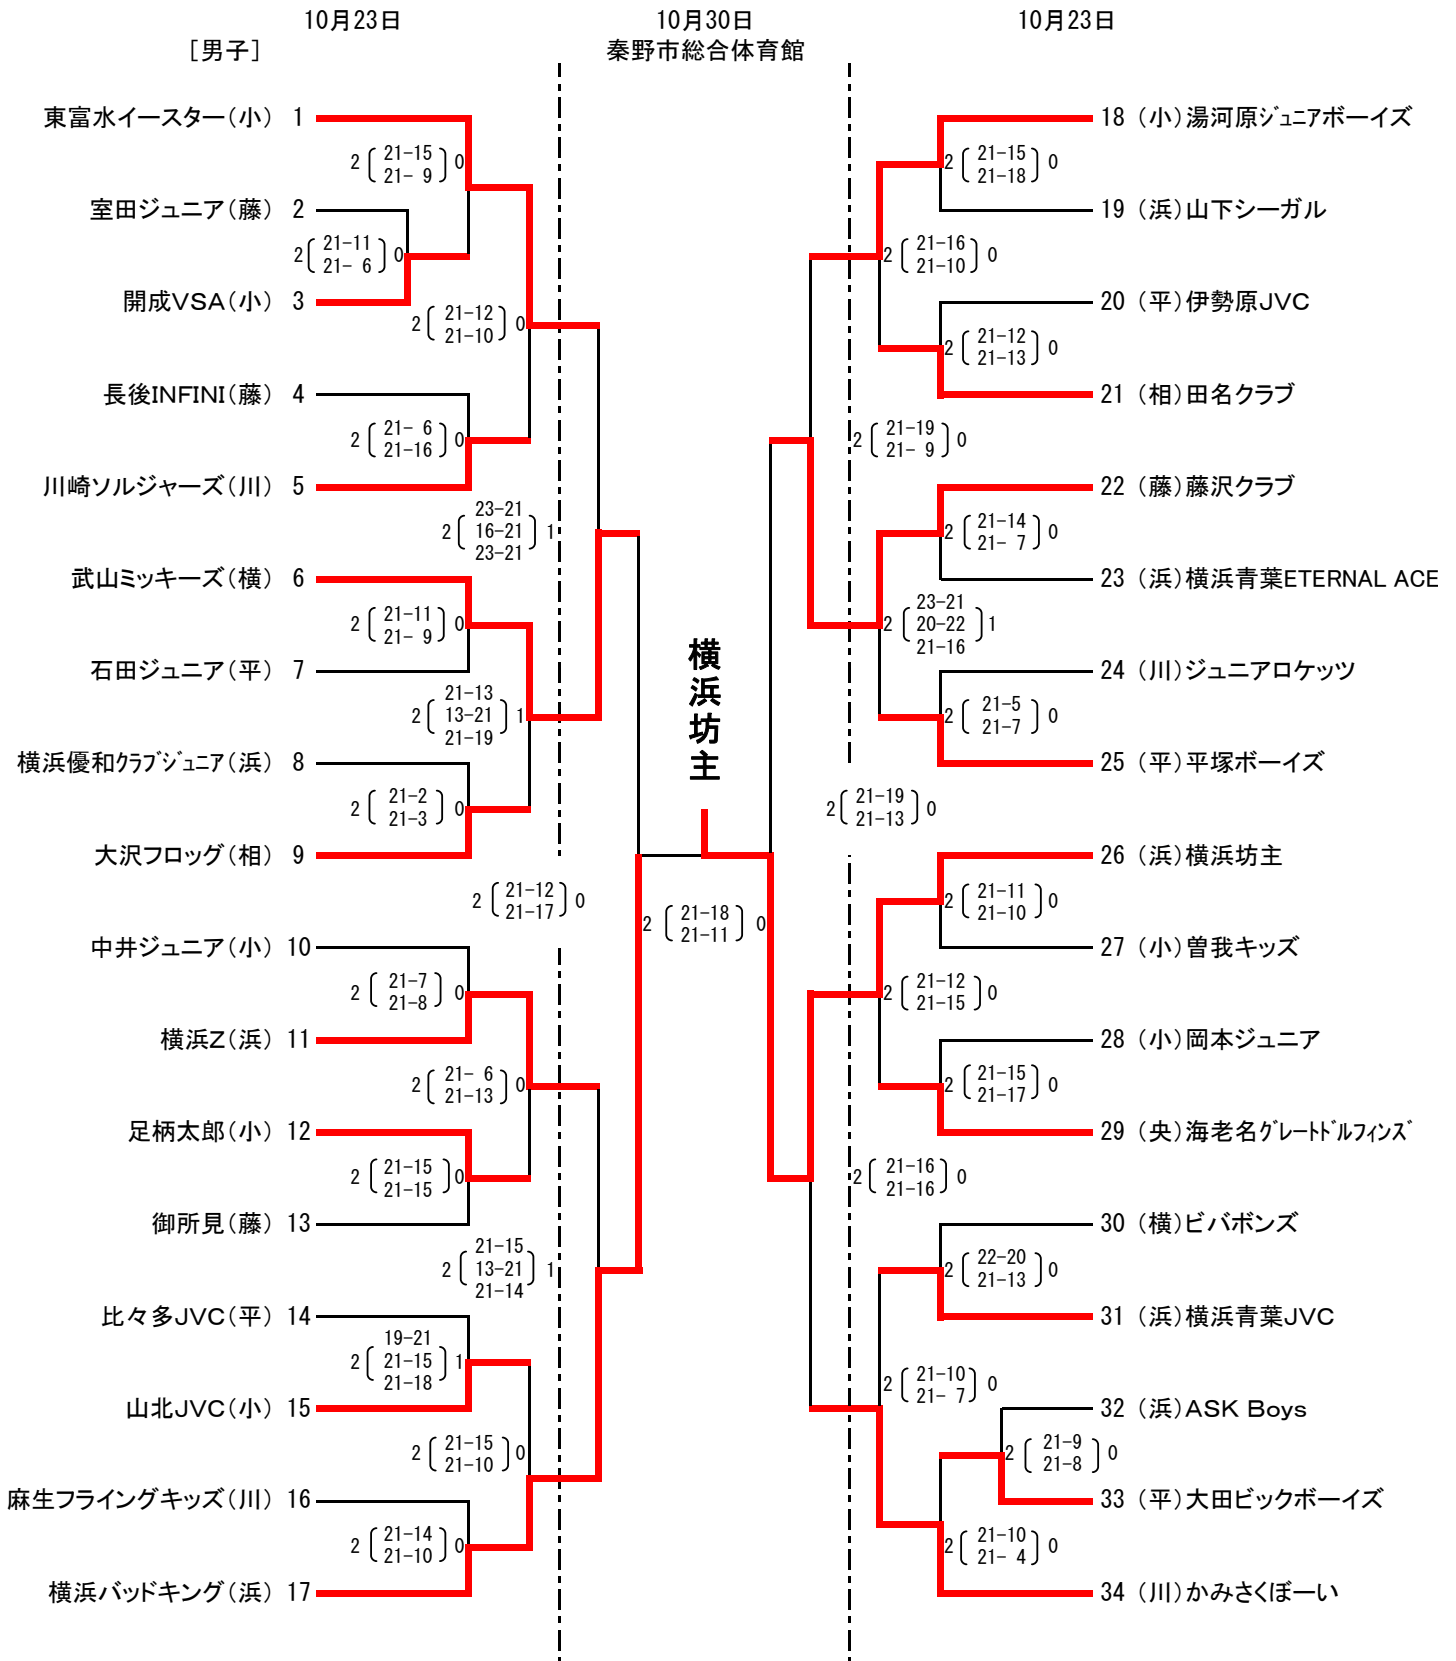 10月23日 10月30日 10月23日
[男子] 秦野市総合体育館
東富水イースター(小) 1
2 21-15 0
21- 9
室田ジュニア(藤) 2
2 21-11 0
21- 6
開成VSA(小) 3
2 21-12 0
21-10
長後INFINI(藤) 4
2 21- 6 0
21-16
川崎ソルジャーズ(川) 5
23-21
2 16-21 1
23-21
武山ミッキーズ(横) 6
2 21-11 0
21- 9
石田ジュニア(平) 7
21-13
2 13-21 1
21-19
横浜優和クラブジュニア(浜) 8
2 21-2 0
21-3
大沢フロッグ(相) 9
2 21-12 0
21-17
中井ジュニア(小) 10
2 21-7 0
21-8
横浜Z(浜) 11
2 21- 6 0
21-13
足柄太郎(小) 12
2 21-15 0
21-15
御所見(藤) 13
21-15
2 13-21 1
21-14
比々多JVC(平) 14
19-21
2 21-15 1
21-18
山北JVC(小) 15
2 21-15 0
21-10
麻生フライングキッズ(川) 16
2 21-14 0
21-10
横浜バッドキング(浜) 17
横浜坊主
2 21-18 0
21-11
18 (小)湯河原ジュニアボーイズ
2 21-15 0
21-18
19 (浜)山下シーガル
2 21-16 0
21-10
20 (平)伊勢原JVC
2 21-12 0
21-13
21 (相)田名クラブ
2 21-19 0
21- 9
22 (藤)藤沢クラブ
2 21-14 0
21- 7
23 (浜)横浜青葉ETERNAL ACE
23-21
2 20-22 1
21-16
24 (川)ジュニアロケッツ
2 21-5 0
21-7
25 (平)平塚ボーイズ
2 21-19 0
21-13
26 (浜)横浜坊主
2 21-11 0
21-10
27 (小)曽我キッズ
2 21-12 0
21-15
28 (小)岡本ジュニア
2 21-15 0
21-17
29 (央)海老名グレートドルフィンズ
2 21-16 0
21-16
30 (横)ビバボンズ
2 22-20 0
21-13
31 (浜)横浜青葉JVC
2 21-10 0
21- 7
32 (浜)ASK Boys
2 21-9 0
21-8
33 (平)大田ビックボーイズ
2 21-10 0
21- 4
34 (川)かみさくぼーい